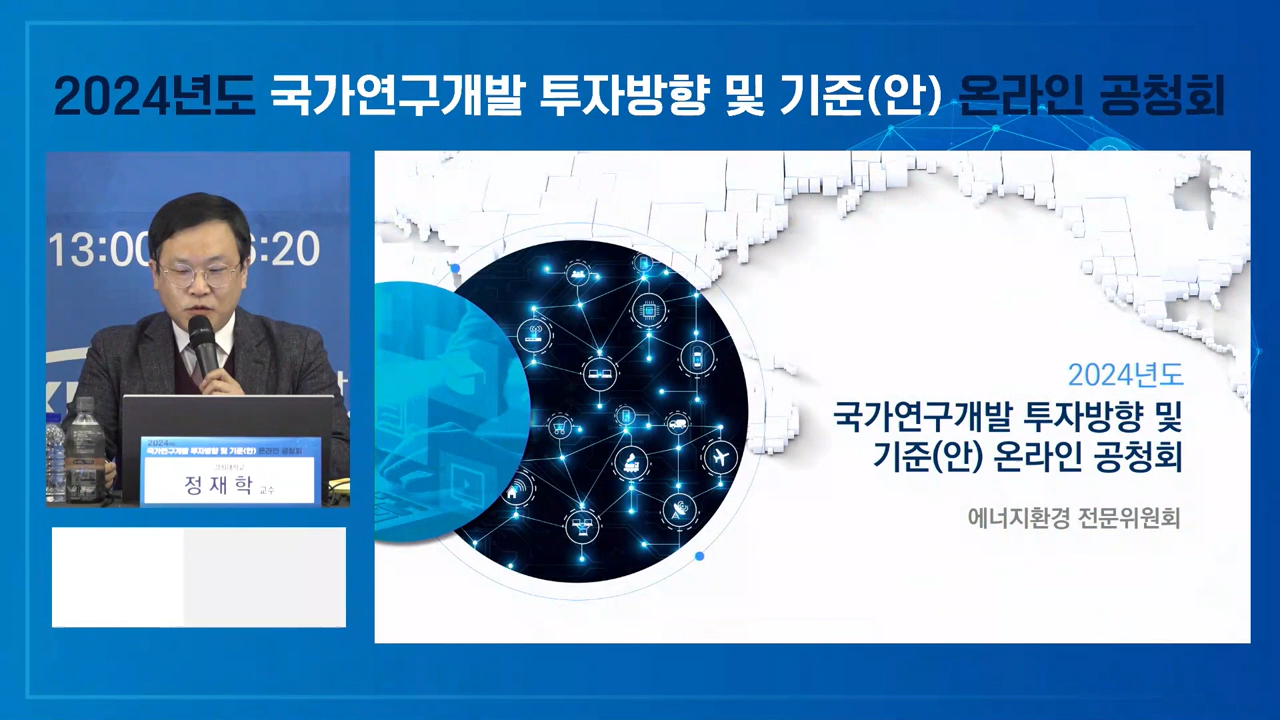 2024년도 국가연구개발 투자방향 및 기준(안) 온라인 공청회
13:00
6:20
2024년도
국가연구개발 투자방향 및 기준(안) 온라인 공청회
정재학 교수
2024년도
국가연구개발 투자방향 및
기준(안) 온라인 공청회
에너지환경 전문위원회